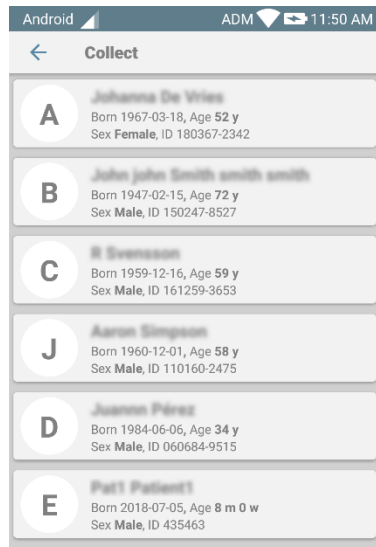 Android ADM 11:50 AM
Collect
A
Born 1967-03-18, Age 52 y
Sex Female, ID 180367-2342
B
Born 1947-02-15, Age 72 y
Sex Male, ID 150247-8527
C
Born 1959-12-16, Age 59 y
Sex Male, ID 161259-3653
J
Born 1960-12-01, Age 58 y
Sex Male, ID 110160-2475
D
Born 1984-06-06, Age 34 y
Sex Male, ID 060684-9515
E
Born 2018-07-05, Age 8 m 0 w
Sex Male, ID 435463